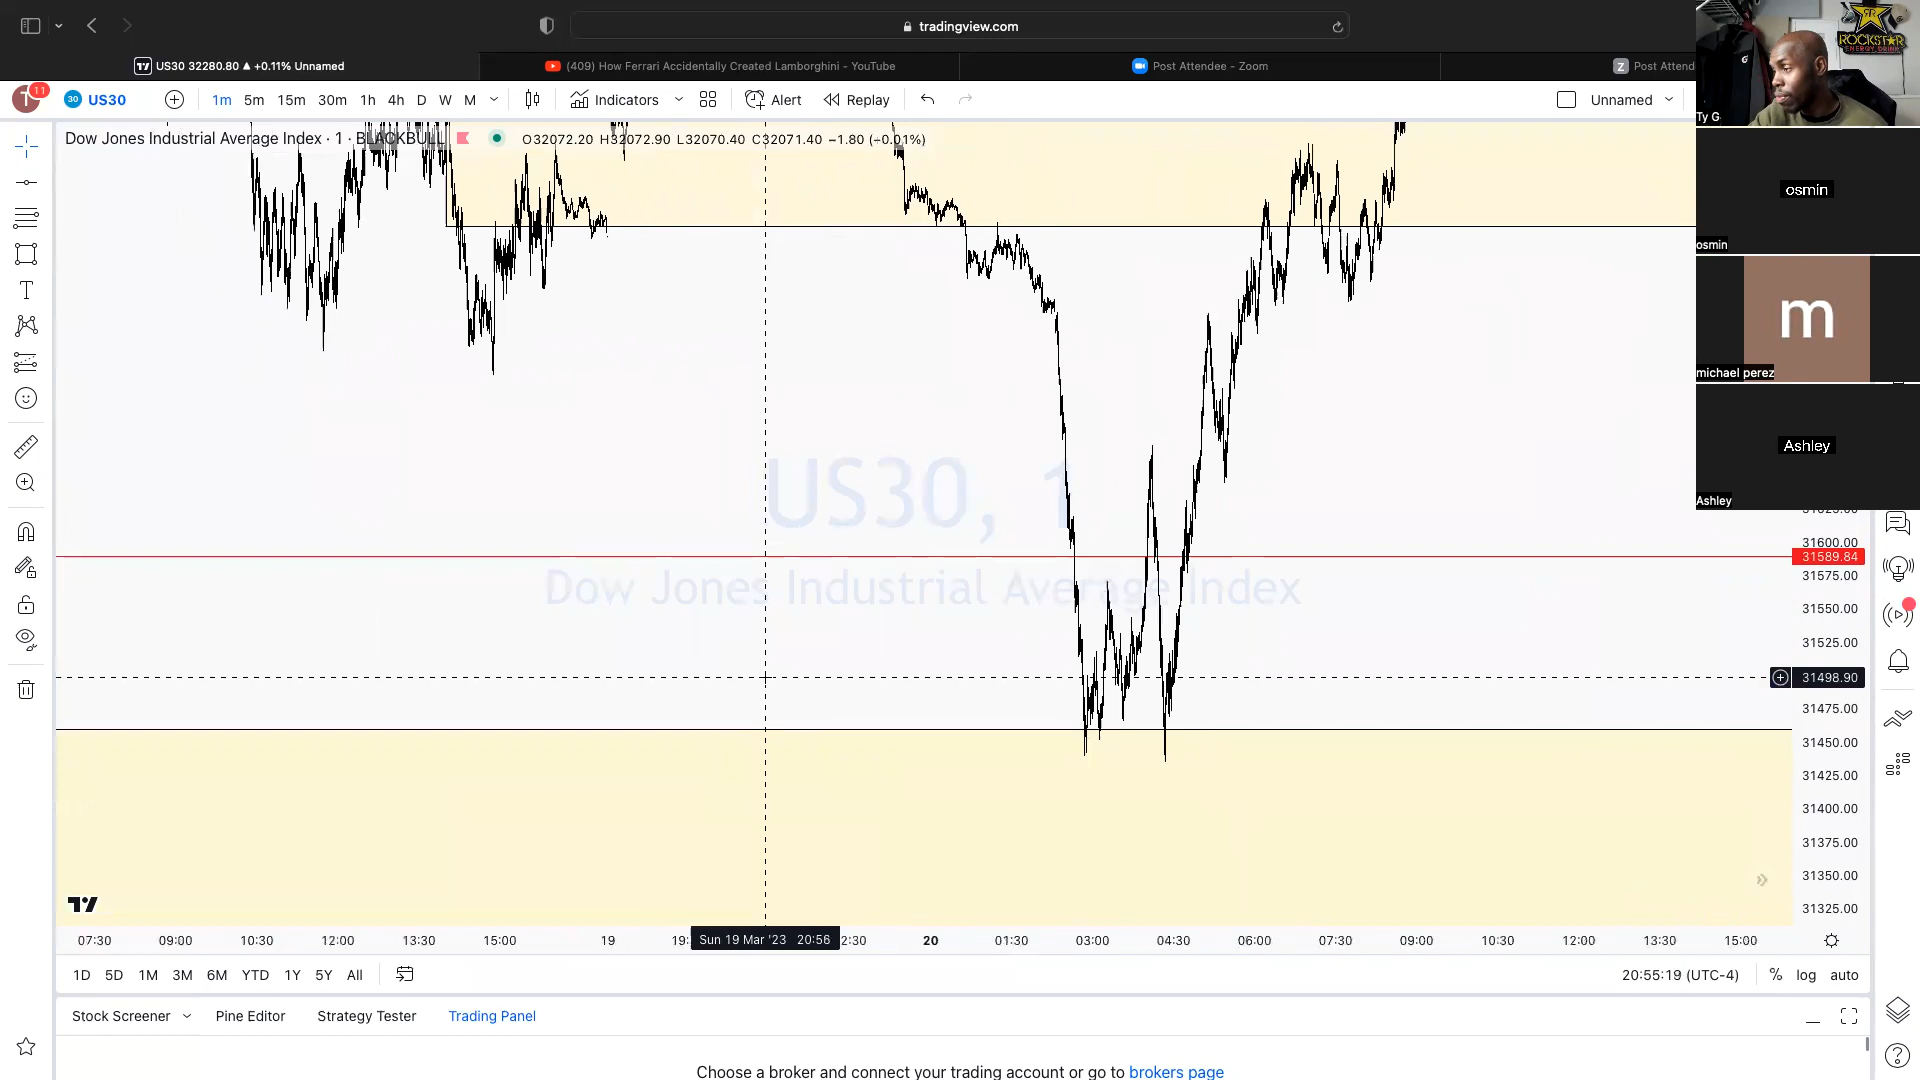 tradingview.com
US30 32280.80 ▲ +0.11% Unnamed
(409) How Ferrari Accidentally Created Lamborghini - YouTube
Post Attendee - Zoom
Z Post Attend
ROCKSTAR
ENERGY DRINK
Ty G
T 11
30 US30
1m 5m 15m 30m 1h 4h D W M
Indicators
Alert
Replay
Unnamed
Dow Jones Industrial Average Index · 1 · BLACKBULL
O32072.20 H32072.90 L32070.40 C32071.40 −1.80 (−0.01%)
osmin
osmin
m
michael perez
Ashley
Ashley
US30, 1
Dow Jones Industrial Average Index
31600.00
31589.84
31575.00
31550.00
31525.00
31498.90
31475.00
31450.00
31425.00
31400.00
31375.00
31350.00
31325.00
07:30 09:00 10:30 12:00 13:30 15:00 19 19: Sun 19 Mar '23 20:56 2:30 20 01:30 03:00 04:30 06:00 07:30 09:00 10:30 12:00 13:30 15:00
1D 5D 1M 3M 6M YTD 1Y 5Y All
20:55:19 (UTC-4) % log auto
Stock Screener Pine Editor Strategy Tester Trading Panel
Choose a broker and connect your trading account or go to brokers page